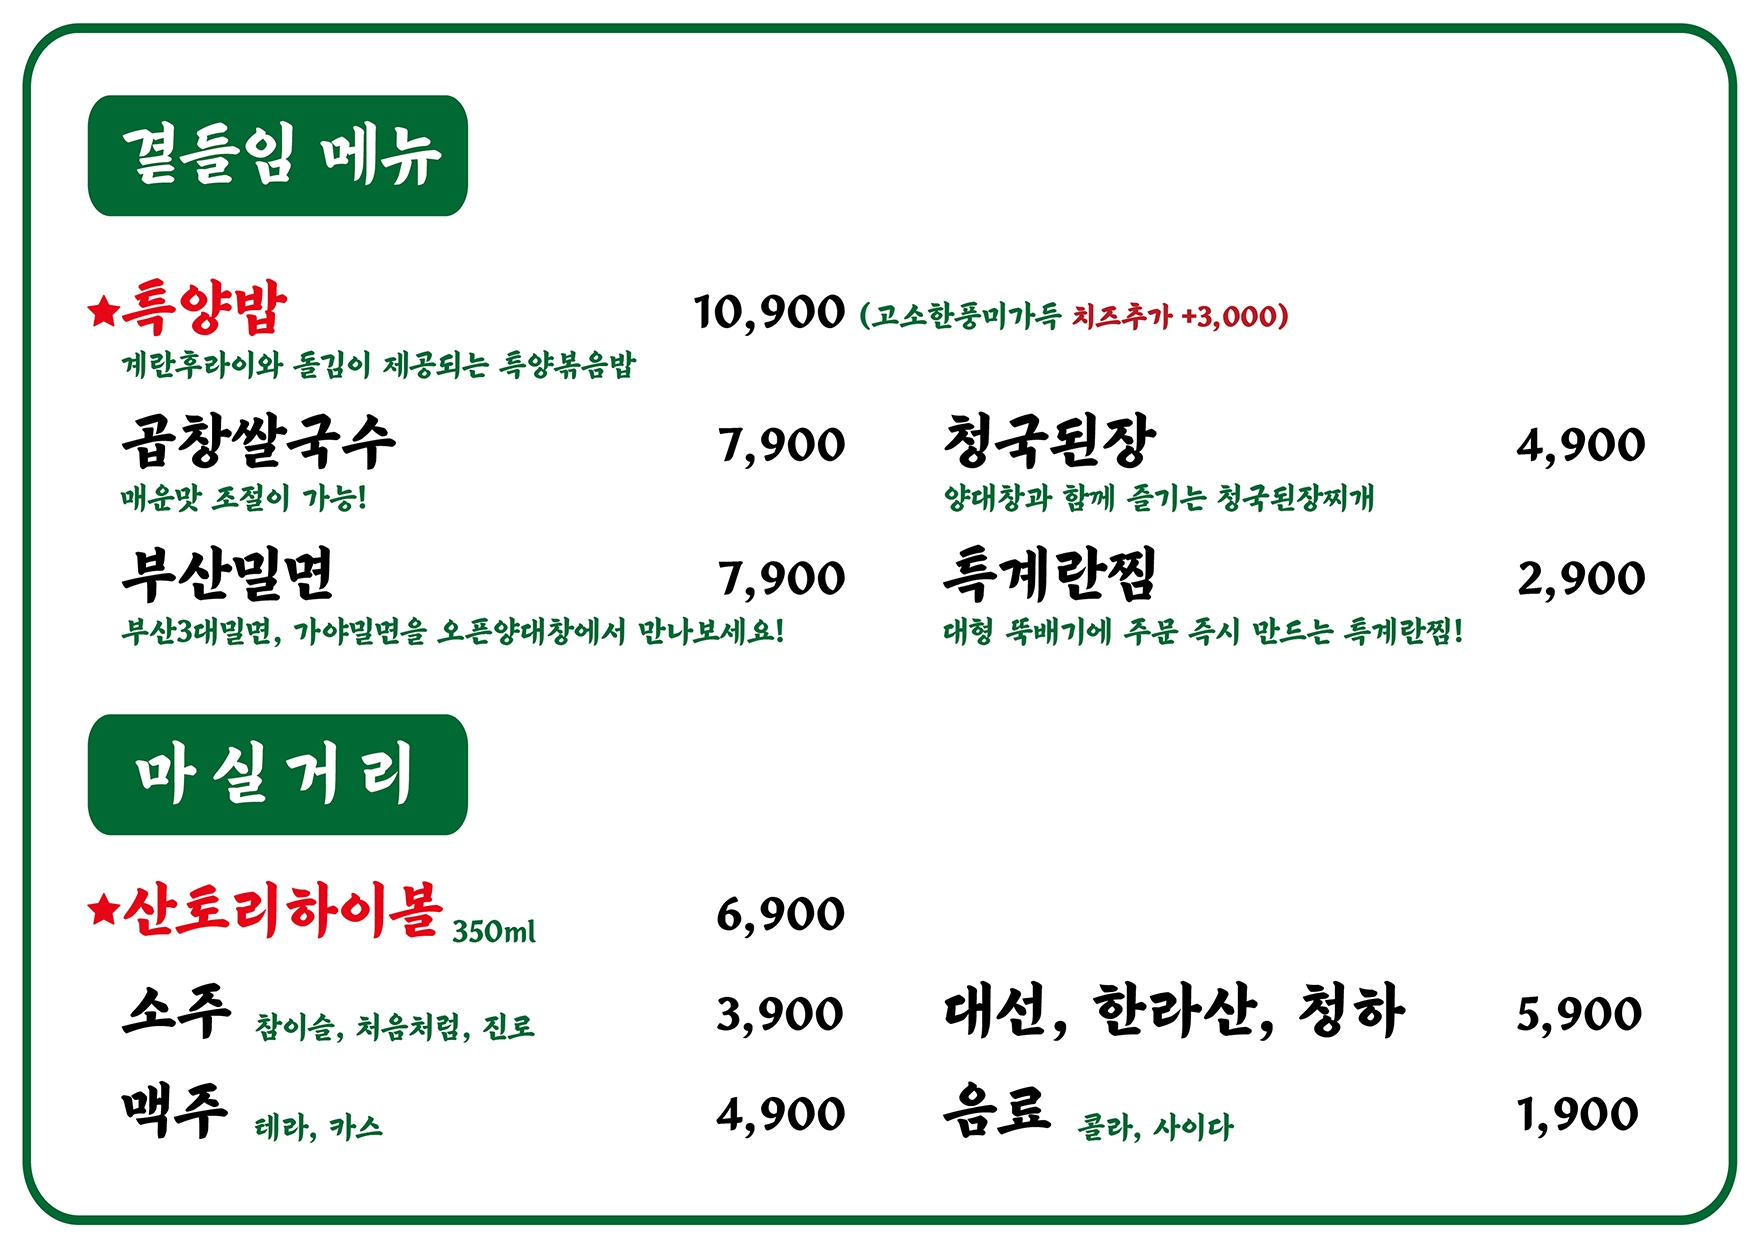 곁들임 메뉴
★특양밥 10,900 (고소한풍미가득 치즈추가 +3,000)
계란후라이와 돌김이 제공되는 특양볶음밥
곱창쌀국수 7,900 청국된장 4,900
매운맛 조절이 가능! 양대창과 함께 즐기는 청국된장찌개
부산밀면 7,900 특계란찜 2,900
부산3대밀면, 가야밀면을 오픈양대창에서 만나보세요! 대형 뚝배기에 주문 즉시 만드는 특계란찜!
마실거리
★산토리하이볼 350ml 6,900
소주 참이슬, 처음처럼, 진로 3,900 대선, 한라산, 청하 5,900
맥주 테라, 카스 4,900 음료 콜라, 사이다 1,900